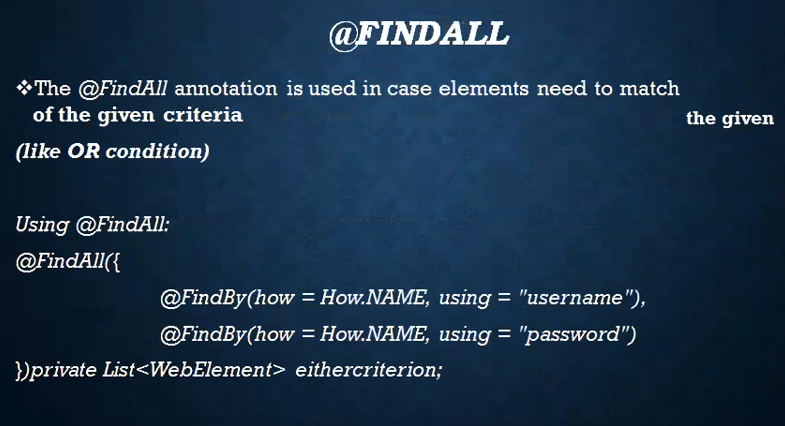 @FINDALL
❖The @FindAll annotation is used in case elements need to match
of the given criteria
the given
(like OR condition)
Using @FindAll:
@FindAll({
@FindBy(how = How.NAME, using = "username"),
@FindBy(how = How.NAME, using = "password")
})private List<WebElement> eithercriterion;